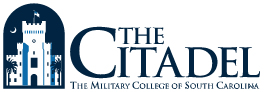 THE
CITADEL
THE MILITARY COLLEGE OF SOUTH CAROLINA